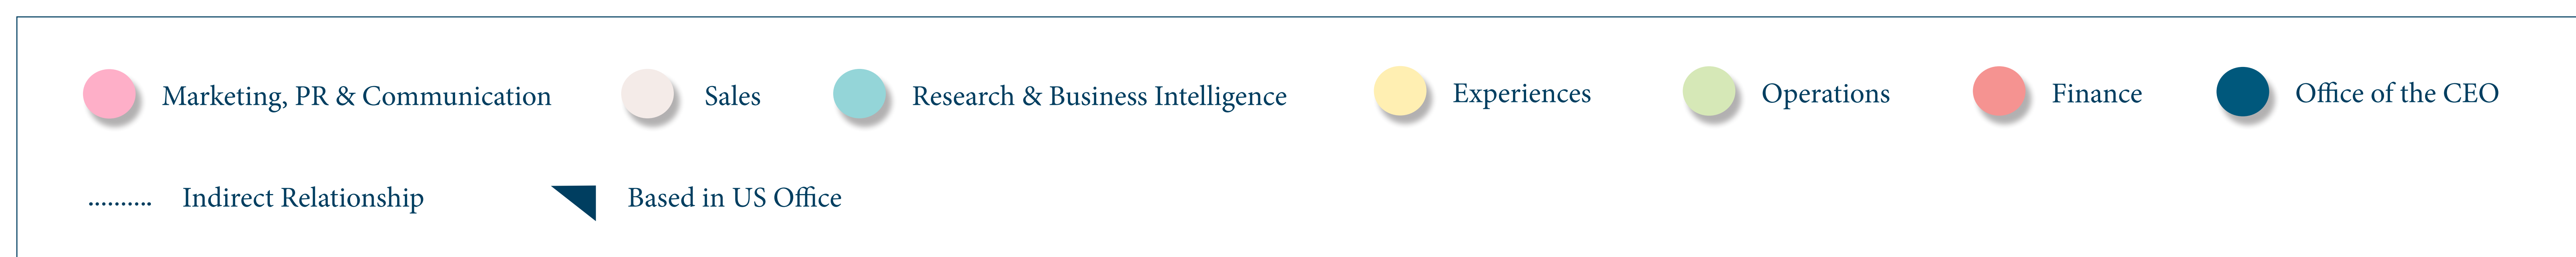 Marketing, PR & Communication Sales Research & Business Intelligence Experiences Operations Finance Office of the CEO
Indirect Relationship Based in US Office